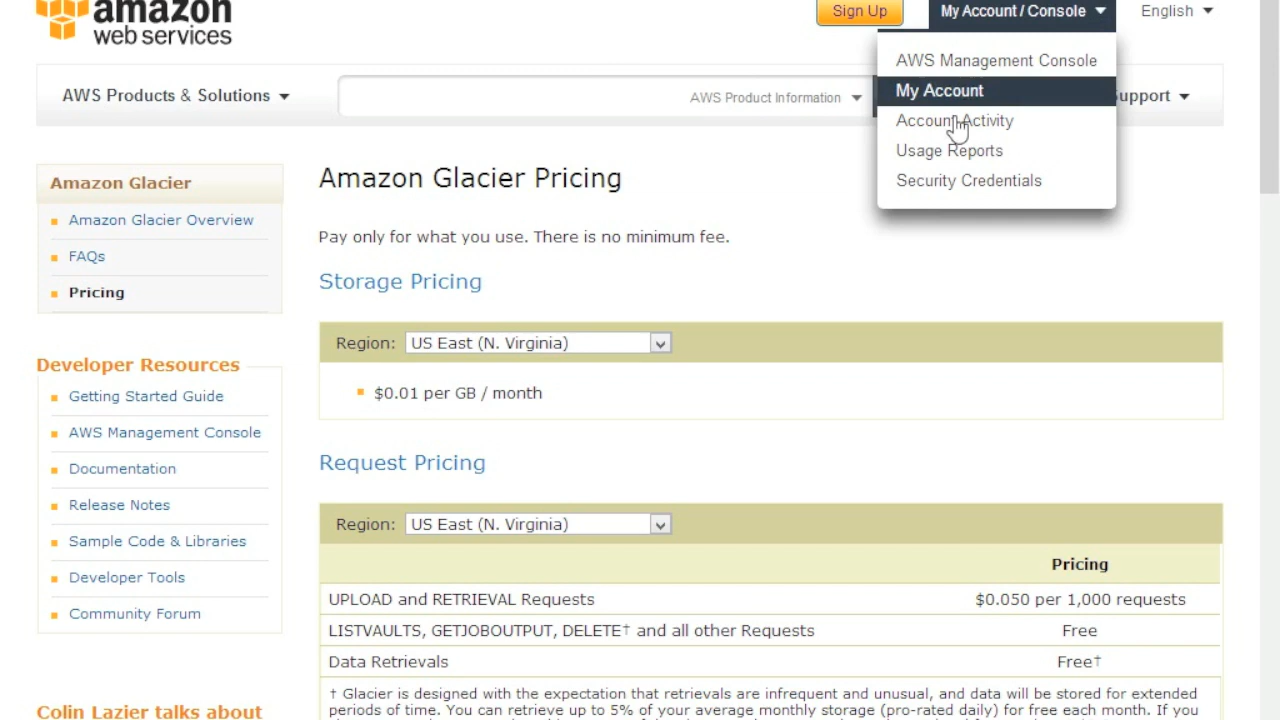 amazon
web services
Sign Up
My Account / Console
English
AWS Management Console
My Account
Account Activity
Usage Reports
Security Credentials
AWS Products & Solutions
AWS Product Information
upport
Amazon Glacier
Amazon Glacier Overview
FAQs
Pricing
Developer Resources
Getting Started Guide
AWS Management Console
Documentation
Release Notes
Sample Code & Libraries
Developer Tools
Community Forum
Colin Lazier talks about
Amazon Glacier Pricing
Pay only for what you use. There is no minimum fee.
Storage Pricing
Region: US East (N. Virginia)
$0.01 per GB / month
Request Pricing
Region: US East (N. Virginia)
Pricing
UPLOAD and RETRIEVAL Requests $0.050 per 1,000 requests
LISTVAULTS, GETJOBOUTPUT, DELETE† and all other Requests Free
Data Retrievals Free†
† Glacier is designed with the expectation that retrievals are infrequent and unusual, and data will be stored for extended
periods of time. You can retrieve up to 5% of your average monthly storage (pro-rated daily) for free each month. If you